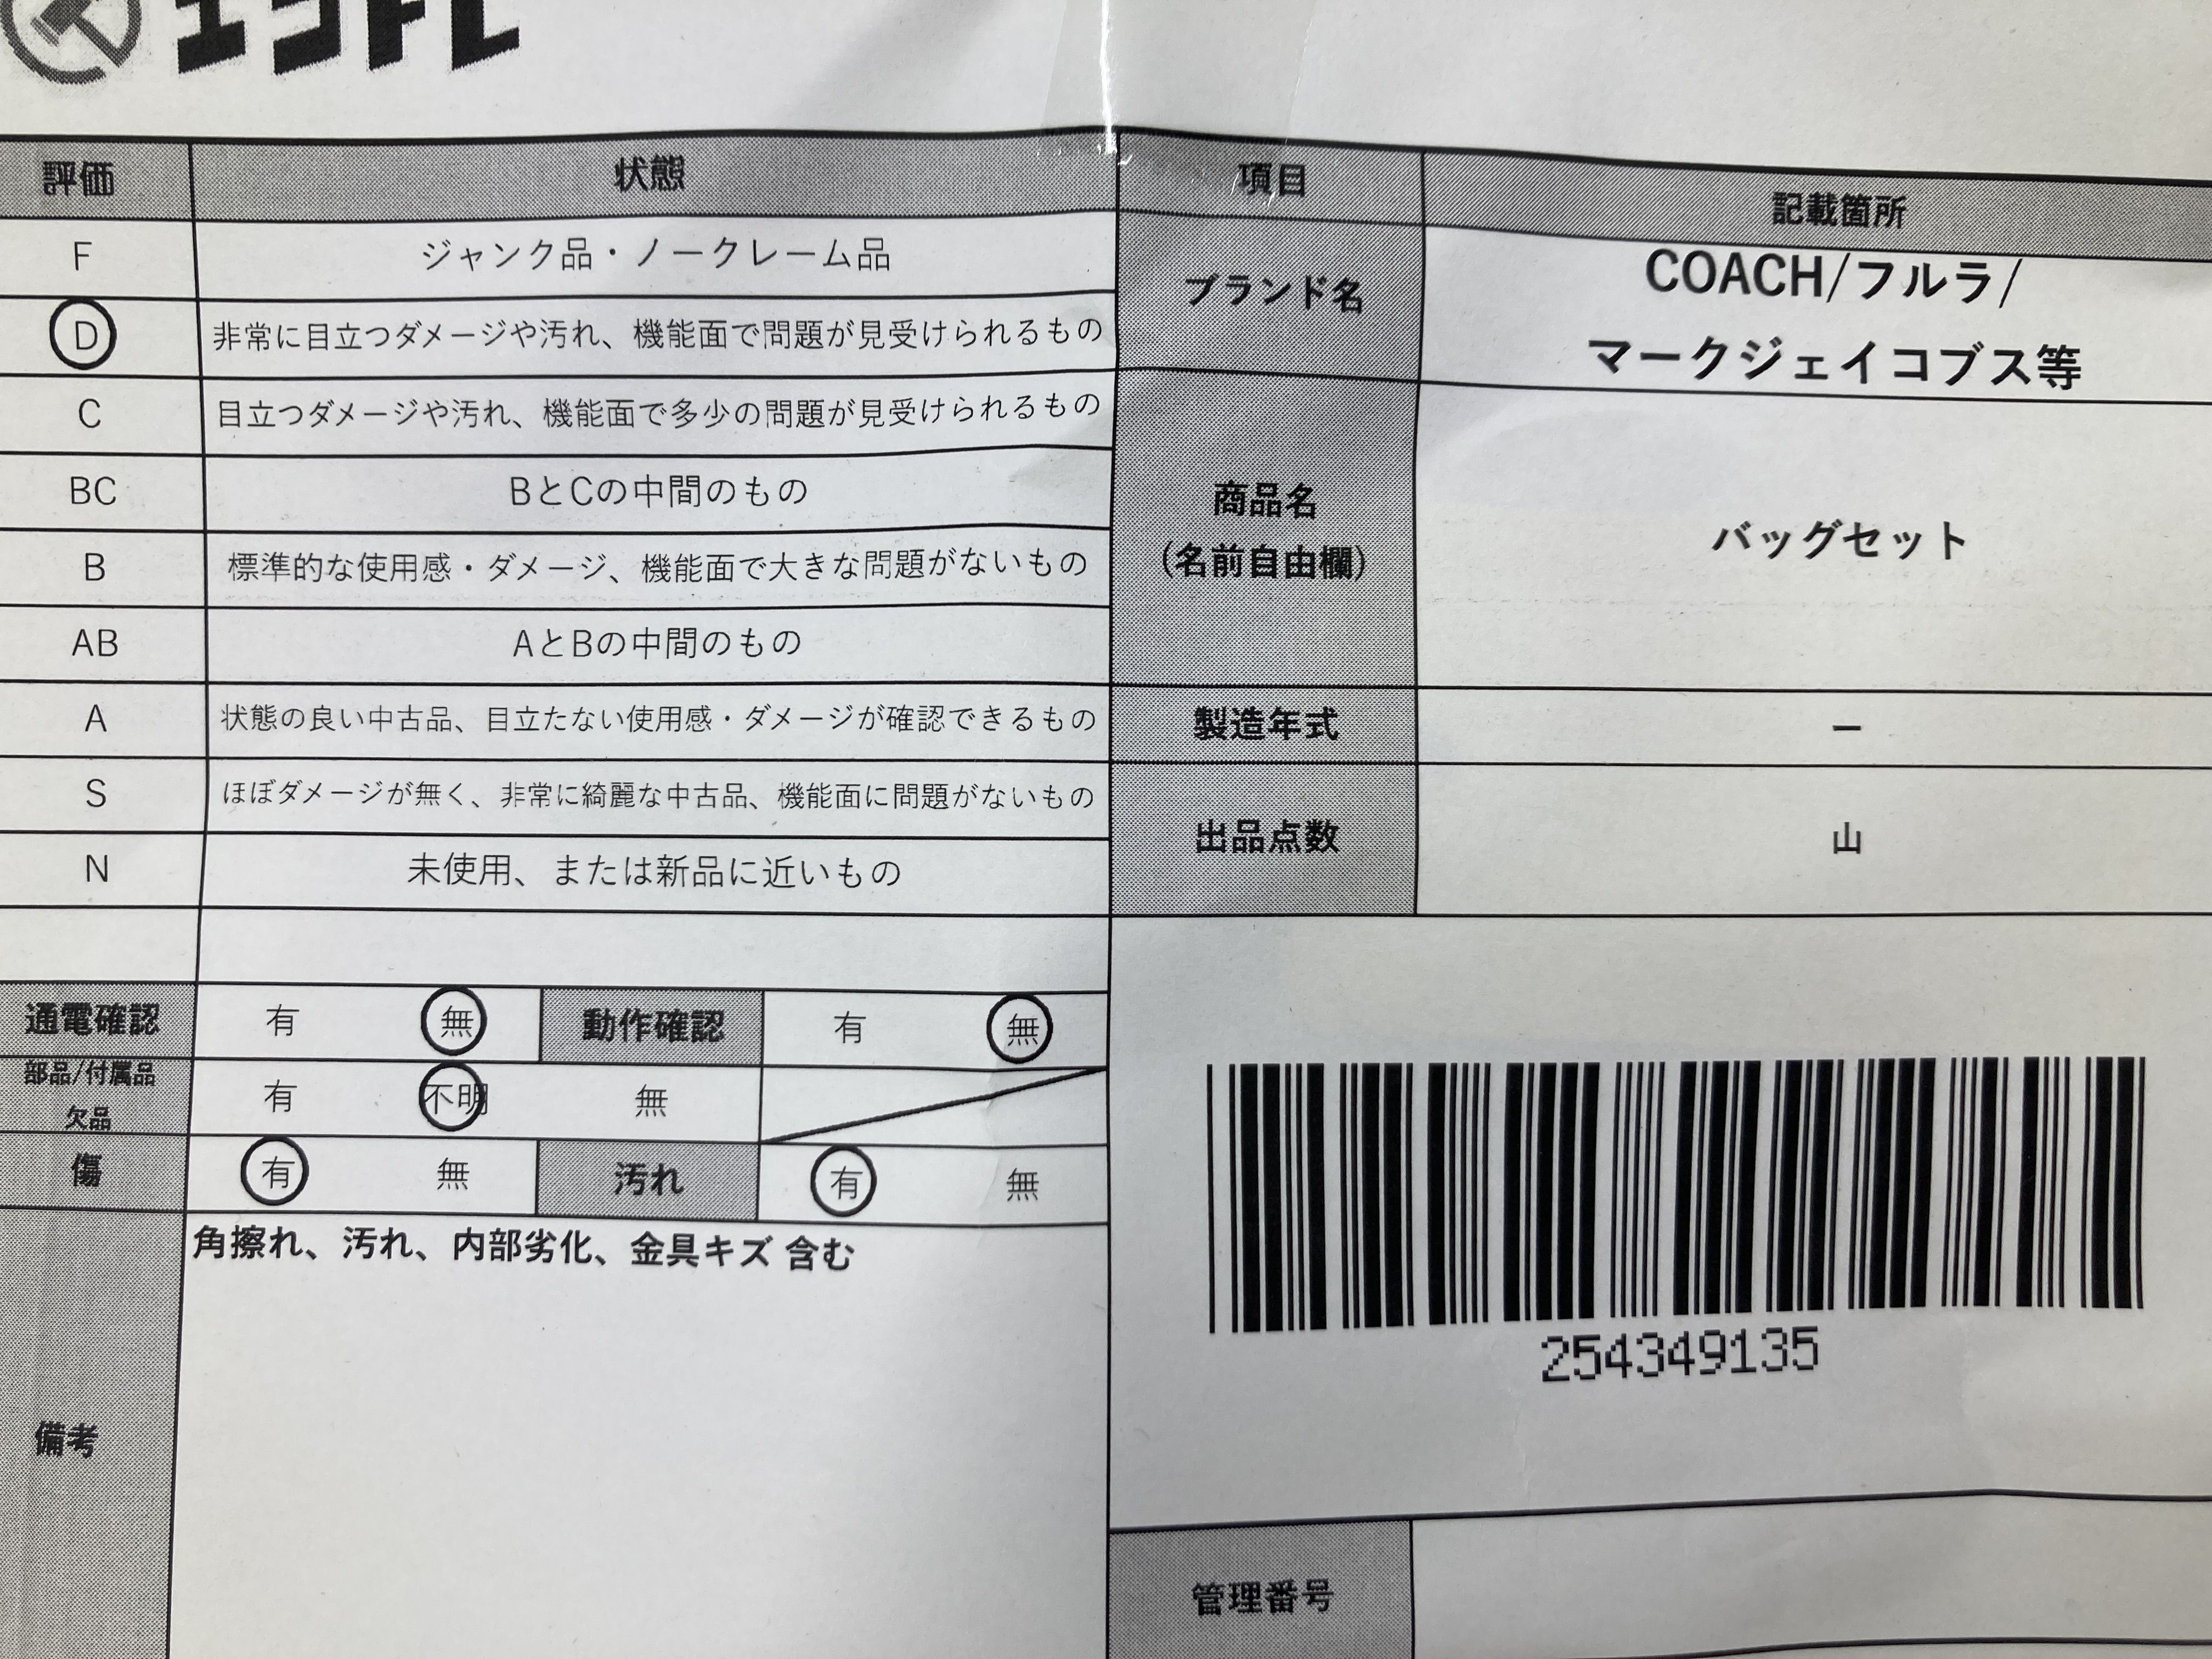 エコトレ
評価 状態 項目 記載箇所
F ジャンク品・ノークレーム品
D 非常に目立つダメージや汚れ、機能面で問題が見受けられるもの
C 目立つダメージや汚れ、機能面で多少の問題が見受けられるもの
BC BとCの中間のもの
B 標準的な使用感・ダメージ、機能面で大きな問題がないもの
AB AとBの中間のもの
A 状態の良い中古品、目立たない使用感・ダメージが確認できるもの
S ほぼダメージが無く、非常に綺麗な中古品、機能面に問題がないもの
N 未使用、または新品に近いもの
ブランド名
COACH/フルラ/
マークジェイコブス等
商品名
(名前自由欄)
バッグセット
製造年式 ー
出品点数 山
通電確認 有 無 動作確認 有 無
部品/付属品
欠品
有 不明 無
傷 有 無 汚れ 有 無
備考
角擦れ、汚れ、内部劣化、金具キズ 含む
254349135
管理番号